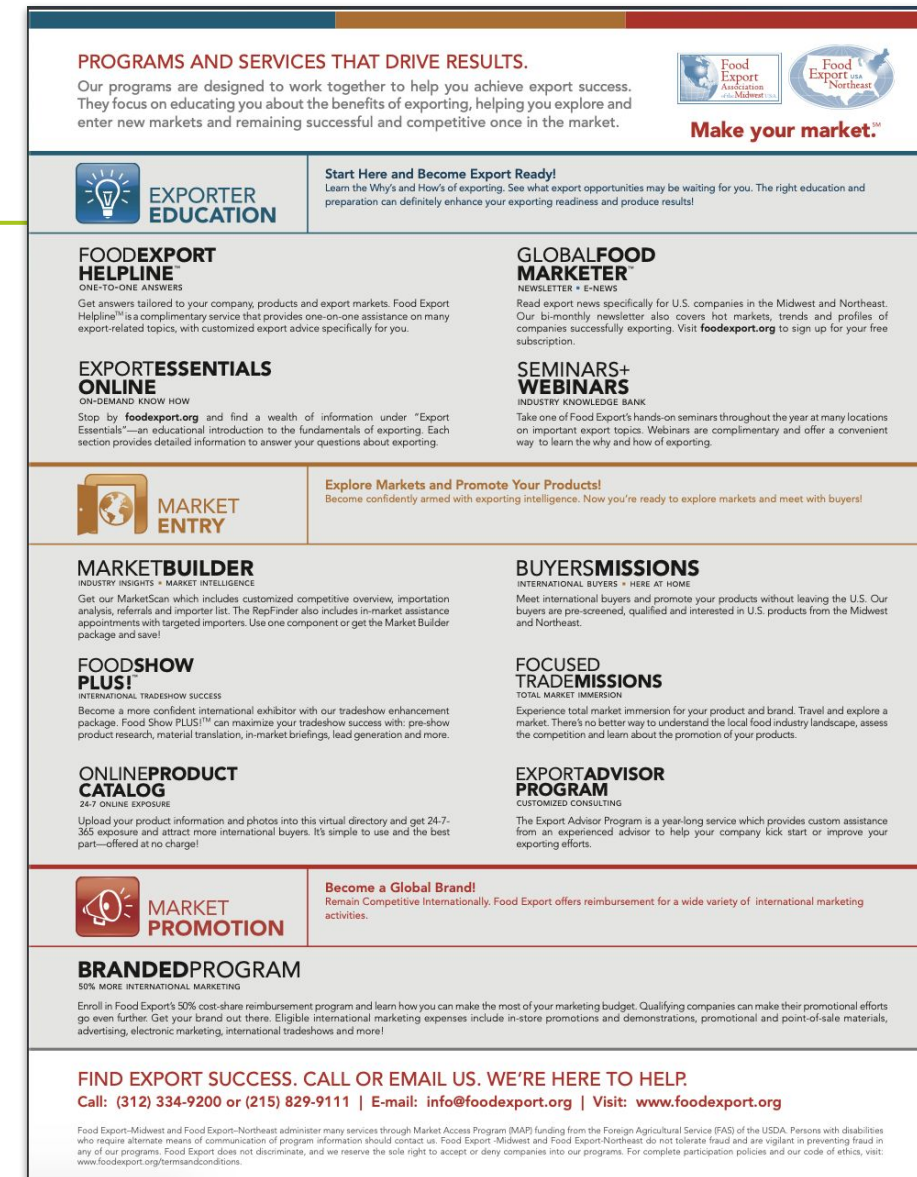 PROGRAMS AND SERVICES THAT DRIVE RESULTS.
Our programs are designed to work together to help you achieve export success.
They focus on educating you about the benefits of exporting, helping you explore and
enter new markets and remaining successful and competitive once in the market.
Food
Export
Association
of the Midwest USA
Food
Export USA
Northeast
Make your market.℠
EXPORTER
EDUCATION
Start Here and Become Export Ready!
Learn the Why's and How's of exporting. See what export opportunities may be waiting for you. The right education and
preparation can definitely enhance your exporting readiness and produce results!
FOODEXPORT
HELPLINE™
ONE-TO-ONE ANSWERS
Get answers tailored to your company, products and export markets. Food Export
Helpline™ is a complimentary service that provides one-on-one assistance on many
export-related topics, with customized export advice specifically for you.
GLOBALFOOD
MARKETER™
NEWSLETTER • E-NEWS
Read export news specifically for U.S. companies in the Midwest and Northeast.
Our bi-monthly newsletter also covers hot markets, trends and profiles of
companies successfully exporting. Visit foodexport.org to sign up for your free
subscription.
EXPORTESSENTIALS
ONLINE
ON-DEMAND KNOW HOW
Stop by foodexport.org and find a wealth of information under "Export
Essentials"—an educational introduction to the fundamentals of exporting. Each
section provides detailed information to answer your questions about exporting.
SEMINARS+
WEBINARS
INDUSTRY KNOWLEDGE BANK
Take one of Food Export's hands-on seminars throughout the year at many locations
on important export topics. Webinars are complimentary and offer a convenient
way to learn the why and how of exporting.
MARKET
ENTRY
Explore Markets and Promote Your Products!
Become confidently armed with exporting intelligence. Now you're ready to explore markets and meet with buyers!
MARKETBUILDER
INDUSTRY INSIGHTS • MARKET INTELLIGENCE
Get our MarketScan which includes customized competitive overview, importation
analysis, referrals and importer list. The RepFinder also includes in-market assistance
appointments with targeted importers. Use one component or get the Market Builder
package and save!
BUYERSMISSIONS
INTERNATIONAL BUYERS • HERE AT HOME
Meet international buyers and promote your products without leaving the U.S. Our
buyers are pre-screened, qualified and interested in U.S. products from the Midwest
and Northeast.
FOODSHOW
PLUS!™
INTERNATIONAL TRADESHOW SUCCESS
Become a more confident international exhibitor with our tradeshow enhancement
package. Food Show PLUS!™ can maximize your tradeshow success with: pre-show
product research, material translation, in-market briefings, lead generation and more.
FOCUSED
TRADEMISSIONS
TOTAL MARKET IMMERSION
Experience total market immersion for your product and brand. Travel and explore a
market. There's no better way to understand the local food industry landscape, assess
the competition and learn about the promotion of your products.
ONLINEPRODUCT
CATALOG
24-7 ONLINE EXPOSURE
Upload your product information and photos into this virtual directory and get 24-7-
365 exposure and attract more international buyers. It's simple to use and the best
part—offered at no charge!
EXPORTADVISOR
PROGRAM
CUSTOMIZED CONSULTING
The Export Advisor Program is a year-long service which provides custom assistance
from an experienced advisor to help your company kick start or improve your
exporting efforts.
MARKET
PROMOTION
Become a Global Brand!
Remain Competitive Internationally. Food Export offers reimbursement for a wide variety of international marketing
activities.
BRANDEDPROGRAM
50% MORE INTERNATIONAL MARKETING
Enroll in Food Export's 50% cost-share reimbursement program and learn how you can make the most of your marketing budget. Qualifying companies can make their promotional efforts
go even further. Get your brand out there. Eligible international marketing expenses include in-store promotions and demonstrations, promotional and point-of-sale materials,
advertising, electronic marketing, international tradeshows and more!
FIND EXPORT SUCCESS. CALL OR EMAIL US. WE'RE HERE TO HELP.
Call: (312) 334-9200 or (215) 829-9111 | E-mail: info@foodexport.org | Visit: www.foodexport.org
Food Export–Midwest and Food Export–Northeast administer many services through Market Access Program (MAP) funding from the Foreign Agricultural Service (FAS) of the USDA. Persons with disabilities
who require alternate means of communication of program information should contact us. Food Export -Midwest and Food Export-Northeast do not tolerate fraud and are vigilant in preventing fraud in
any of our programs. Food Export does not discriminate, and we reserve the sole right to accept or deny companies into our programs. For complete participation policies and our code of ethics, visit:
www.foodexport.org/termsandconditions.